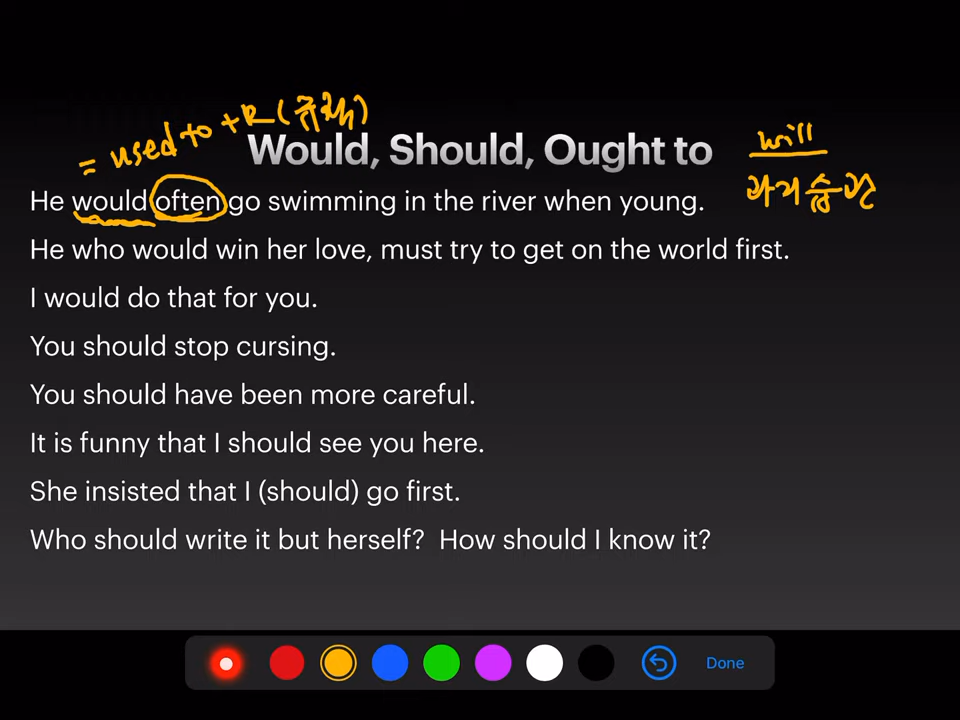 = used to +R (규칙)
Would, Should, Ought to
will
과거습관
He would often go swimming in the river when young.
He who would win her love, must try to get on the world first.
I would do that for you.
You should stop cursing.
You should have been more careful.
It is funny that I should see you here.
She insisted that I (should) go first.
Who should write it but herself? How should I know it?
Done